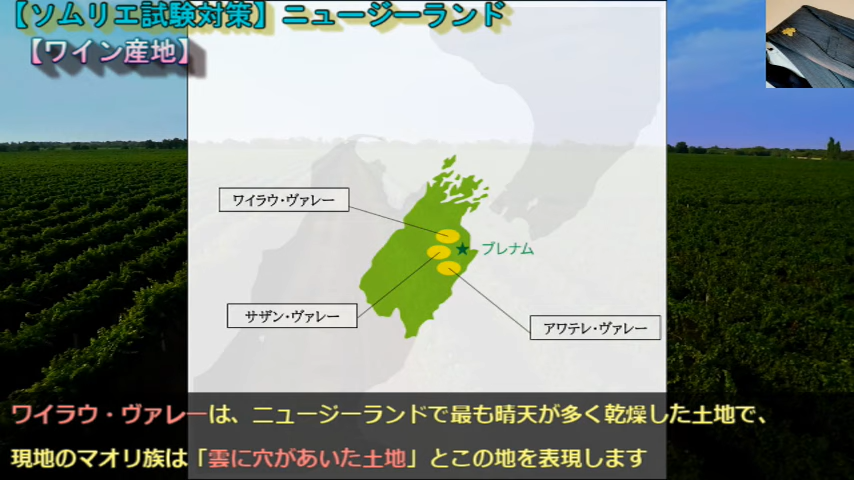 【ソムリエ試験対策】ニュージーランド
【ワイン産地】
ワイラウ・ヴァレー
ブレナム
サザン・ヴァレー
アワテレ・ヴァレー
ワイラウ・ヴァレーは、ニュージーランドで最も晴天が多く乾燥した土地で、
現地のマオリ族は「雲に穴があいた土地」とこの地を表現します